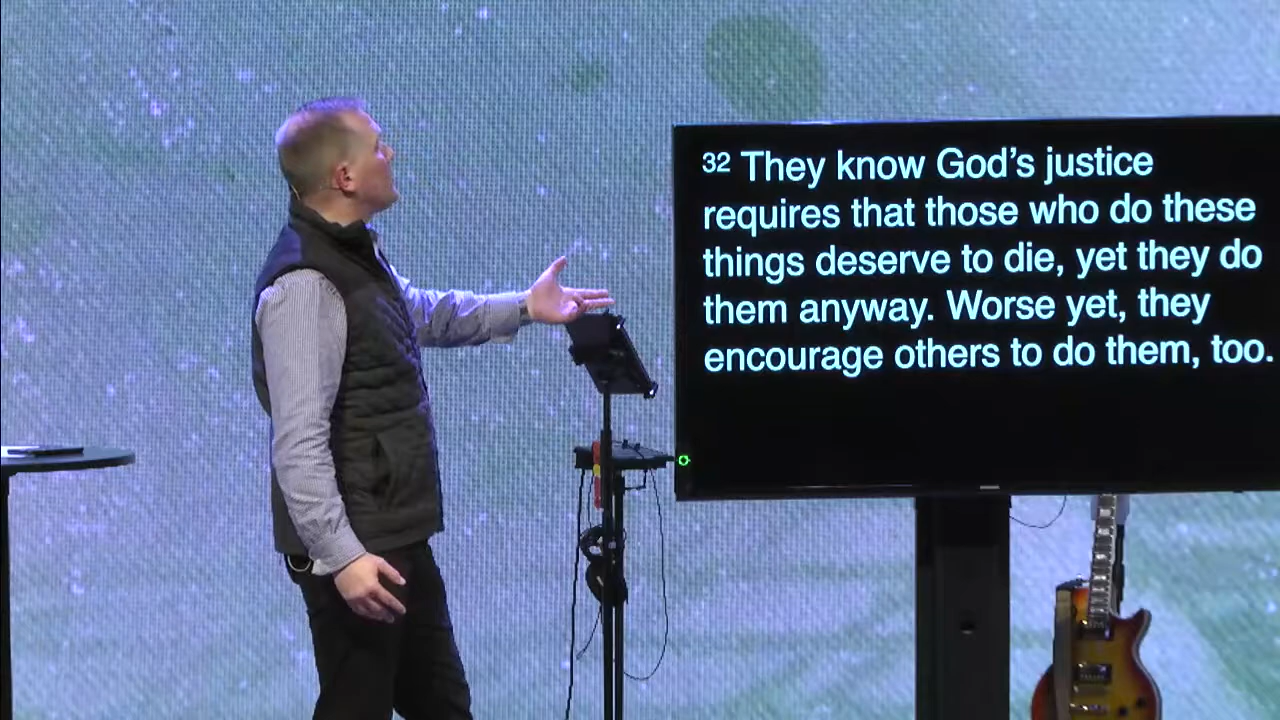 32 They know God’s justice
requires that those who do these
things deserve to die, yet they do
them anyway. Worse yet, they
encourage others to do them, too.